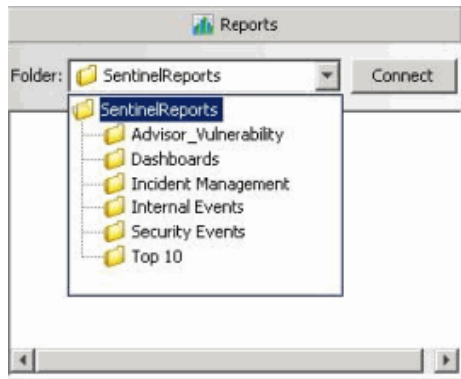 Reports
Folder: SentinelReports Connect
SentinelReports
Advisor_Vulnerability
Dashboards
Incident Management
Internal Events
Security Events
Top 10